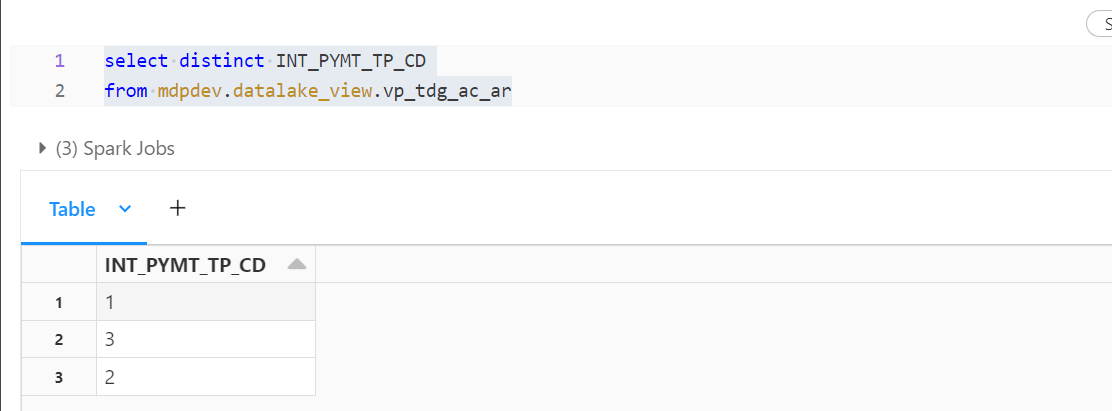 S
1 select distinct INT_PYMT_TP_CD
2 from mdpdev.datalake_view.vp_tdg_ac_ar
(3) Spark Jobs
Table +
INT_PYMT_TP_CD
1 1
2 3
3 2